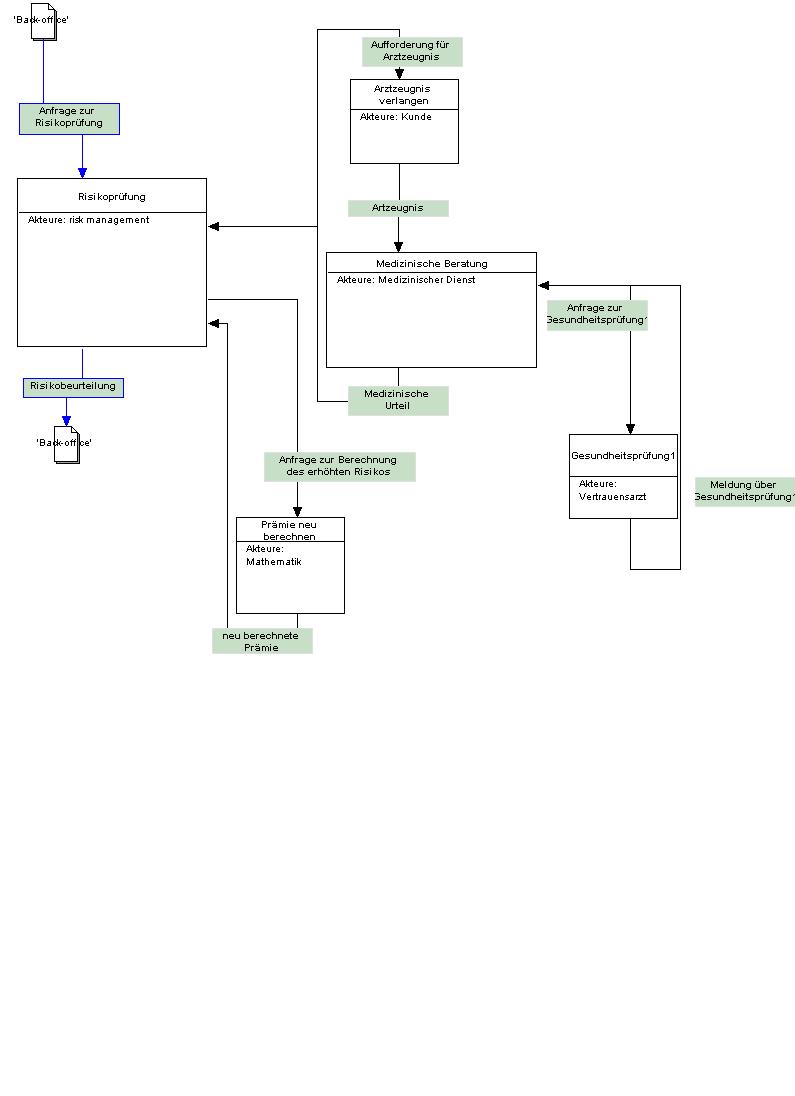 'Back-office'
Anfrage zur
Risikoprüfung
Risikoprüfung
Akteure: risk management
Risikobeurteilung
'Back-office'
Aufforderung für
Arztzeugnis
Arztzeugnis
verlangen
Akteure: Kunde
Artzeugnis
Medizinische Beratung
Akteure: Medizinischer Dienst
Medizinische
Urteil
Anfrage zur
Gesundheitsprüfung1
Gesundheitsprüfung1
Akteure:
Vertrauensarzt
Meldung über
Gesundheitsprüfung1
Anfrage zur Berechnung
des erhöhten Risikos
Prämie neu
berechnen
Akteure:
Mathematik
neu berechnete
Prämie